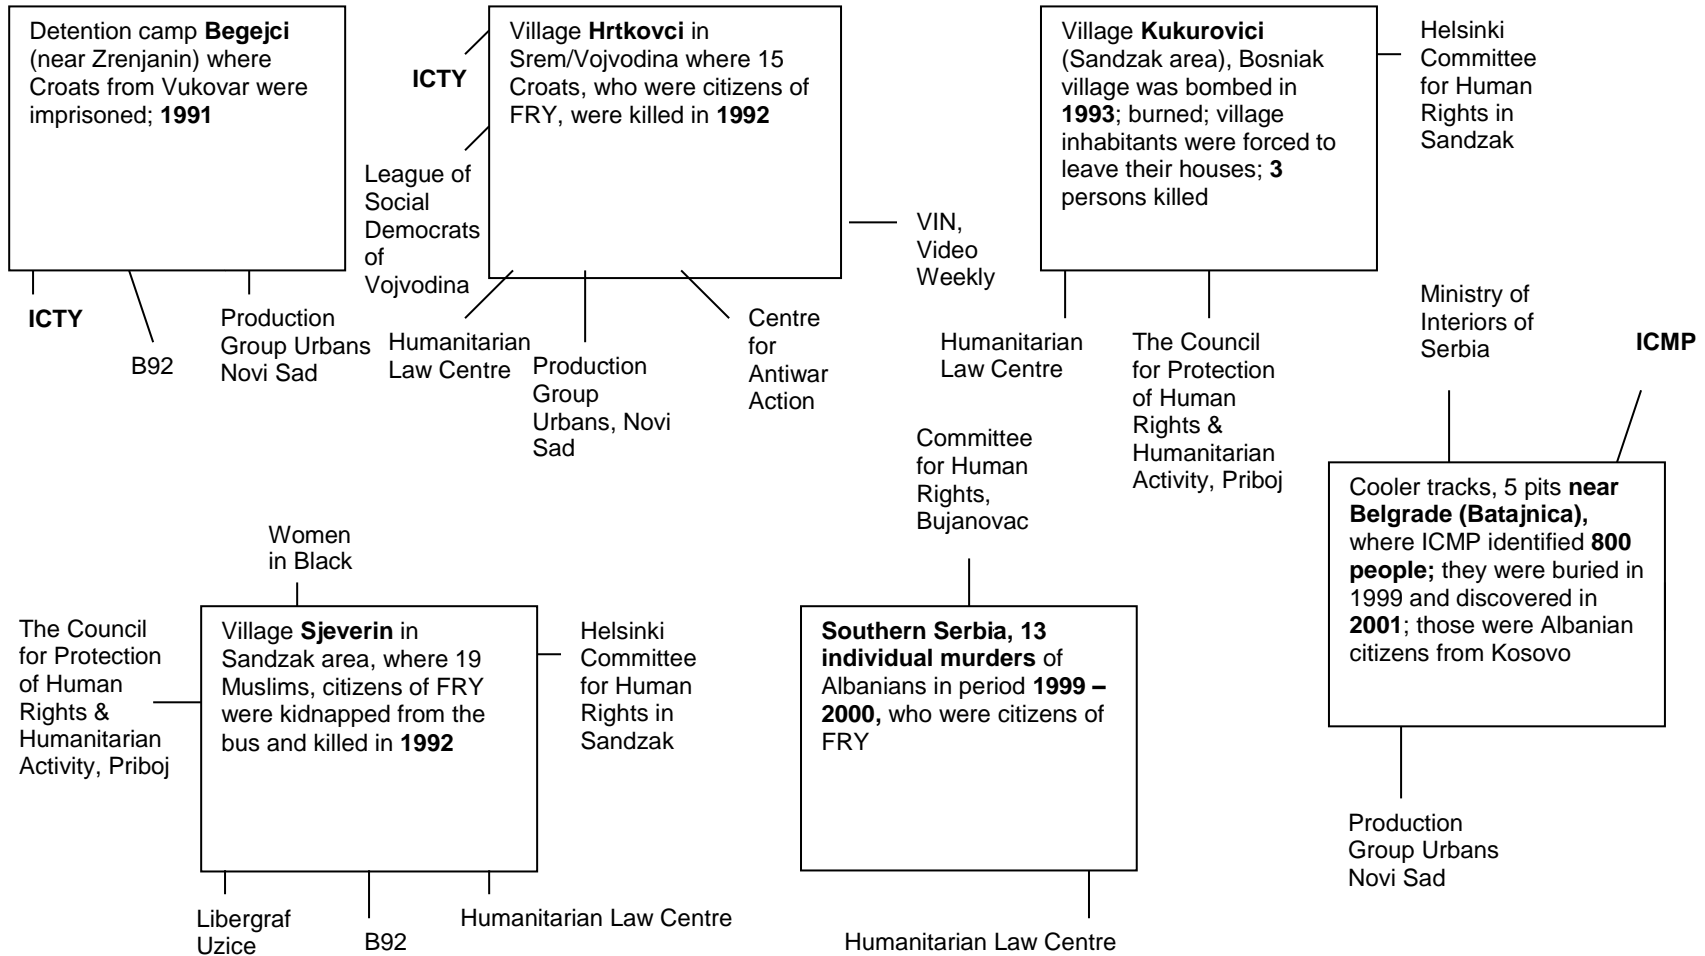 Detention camp Begejci
(near Zrenjanin) where
Croats from Vukovar were
imprisoned; 1991
ICTY
B92
Production
Group Urbans
Novi Sad
Village Hrtkovci in
Srem/Vojvodina where 15
Croats, who were citizens of
FRY, were killed in 1992
ICTY
League of
Social
Democrats
of
Vojvodina
Humanitarian
Law Centre
Production
Group
Urbans, Novi
Sad
Centre
for
Antiwar
Action
VIN,
Video
Weekly
Village Kukurovici
(Sandzak area), Bosniak
village was bombed in
1993; burned; village
inhabitants were forced to
leave their houses; 3
persons killed
Helsinki
Committee
for Human
Rights in
Sandzak
Humanitarian
Law Centre
The Council
for Protection
of Human
Rights &
Humanitarian
Activity, Priboj
Ministry of
Interiors of
Serbia
ICMP
Cooler tracks, 5 pits near
Belgrade (Batajnica),
where ICMP identified 800
people; they were buried in
1999 and discovered in
2001; those were Albanian
citizens from Kosovo
Production
Group Urbans
Novi Sad
Women
in Black
The Council
for Protection
of Human
Rights &
Humanitarian
Activity, Priboj
Village Sjeverin in
Sandzak area, where 19
Muslims, citizens of FRY
were kidnapped from the
bus and killed in 1992
Helsinki
Committee
for Human
Rights in
Sandzak
Libergraf
Uzice
B92
Humanitarian Law Centre
Committee
for Human
Rights,
Bujanovac
Southern Serbia, 13
individual murders of
Albanians in period 1999 –
2000, who were citizens of
FRY
Humanitarian Law Centre